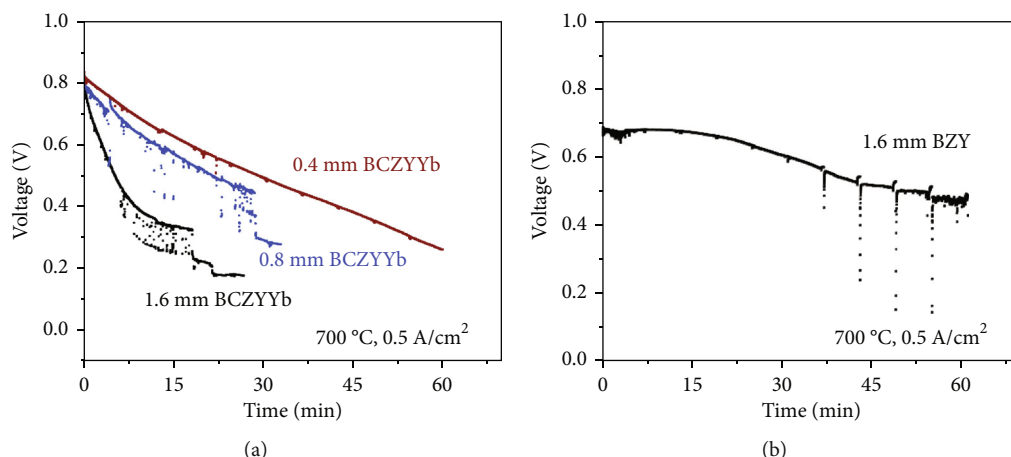 1.0
0.8
0.6
0.4
0.2
0.0
Voltage (V)
0.4 mm BCZYYb
0.8 mm BCZYYb
1.6 mm BCZYYb
700 °C, 0.5 A/cm²
0 15 30 45 60
Time (min)
(a)
1.0
0.8
0.6
0.4
0.2
0.0
Voltage (V)
1.6 mm BZY
700 °C, 0.5 A/cm²
0 15 30 45 60
Time (min)
(b)